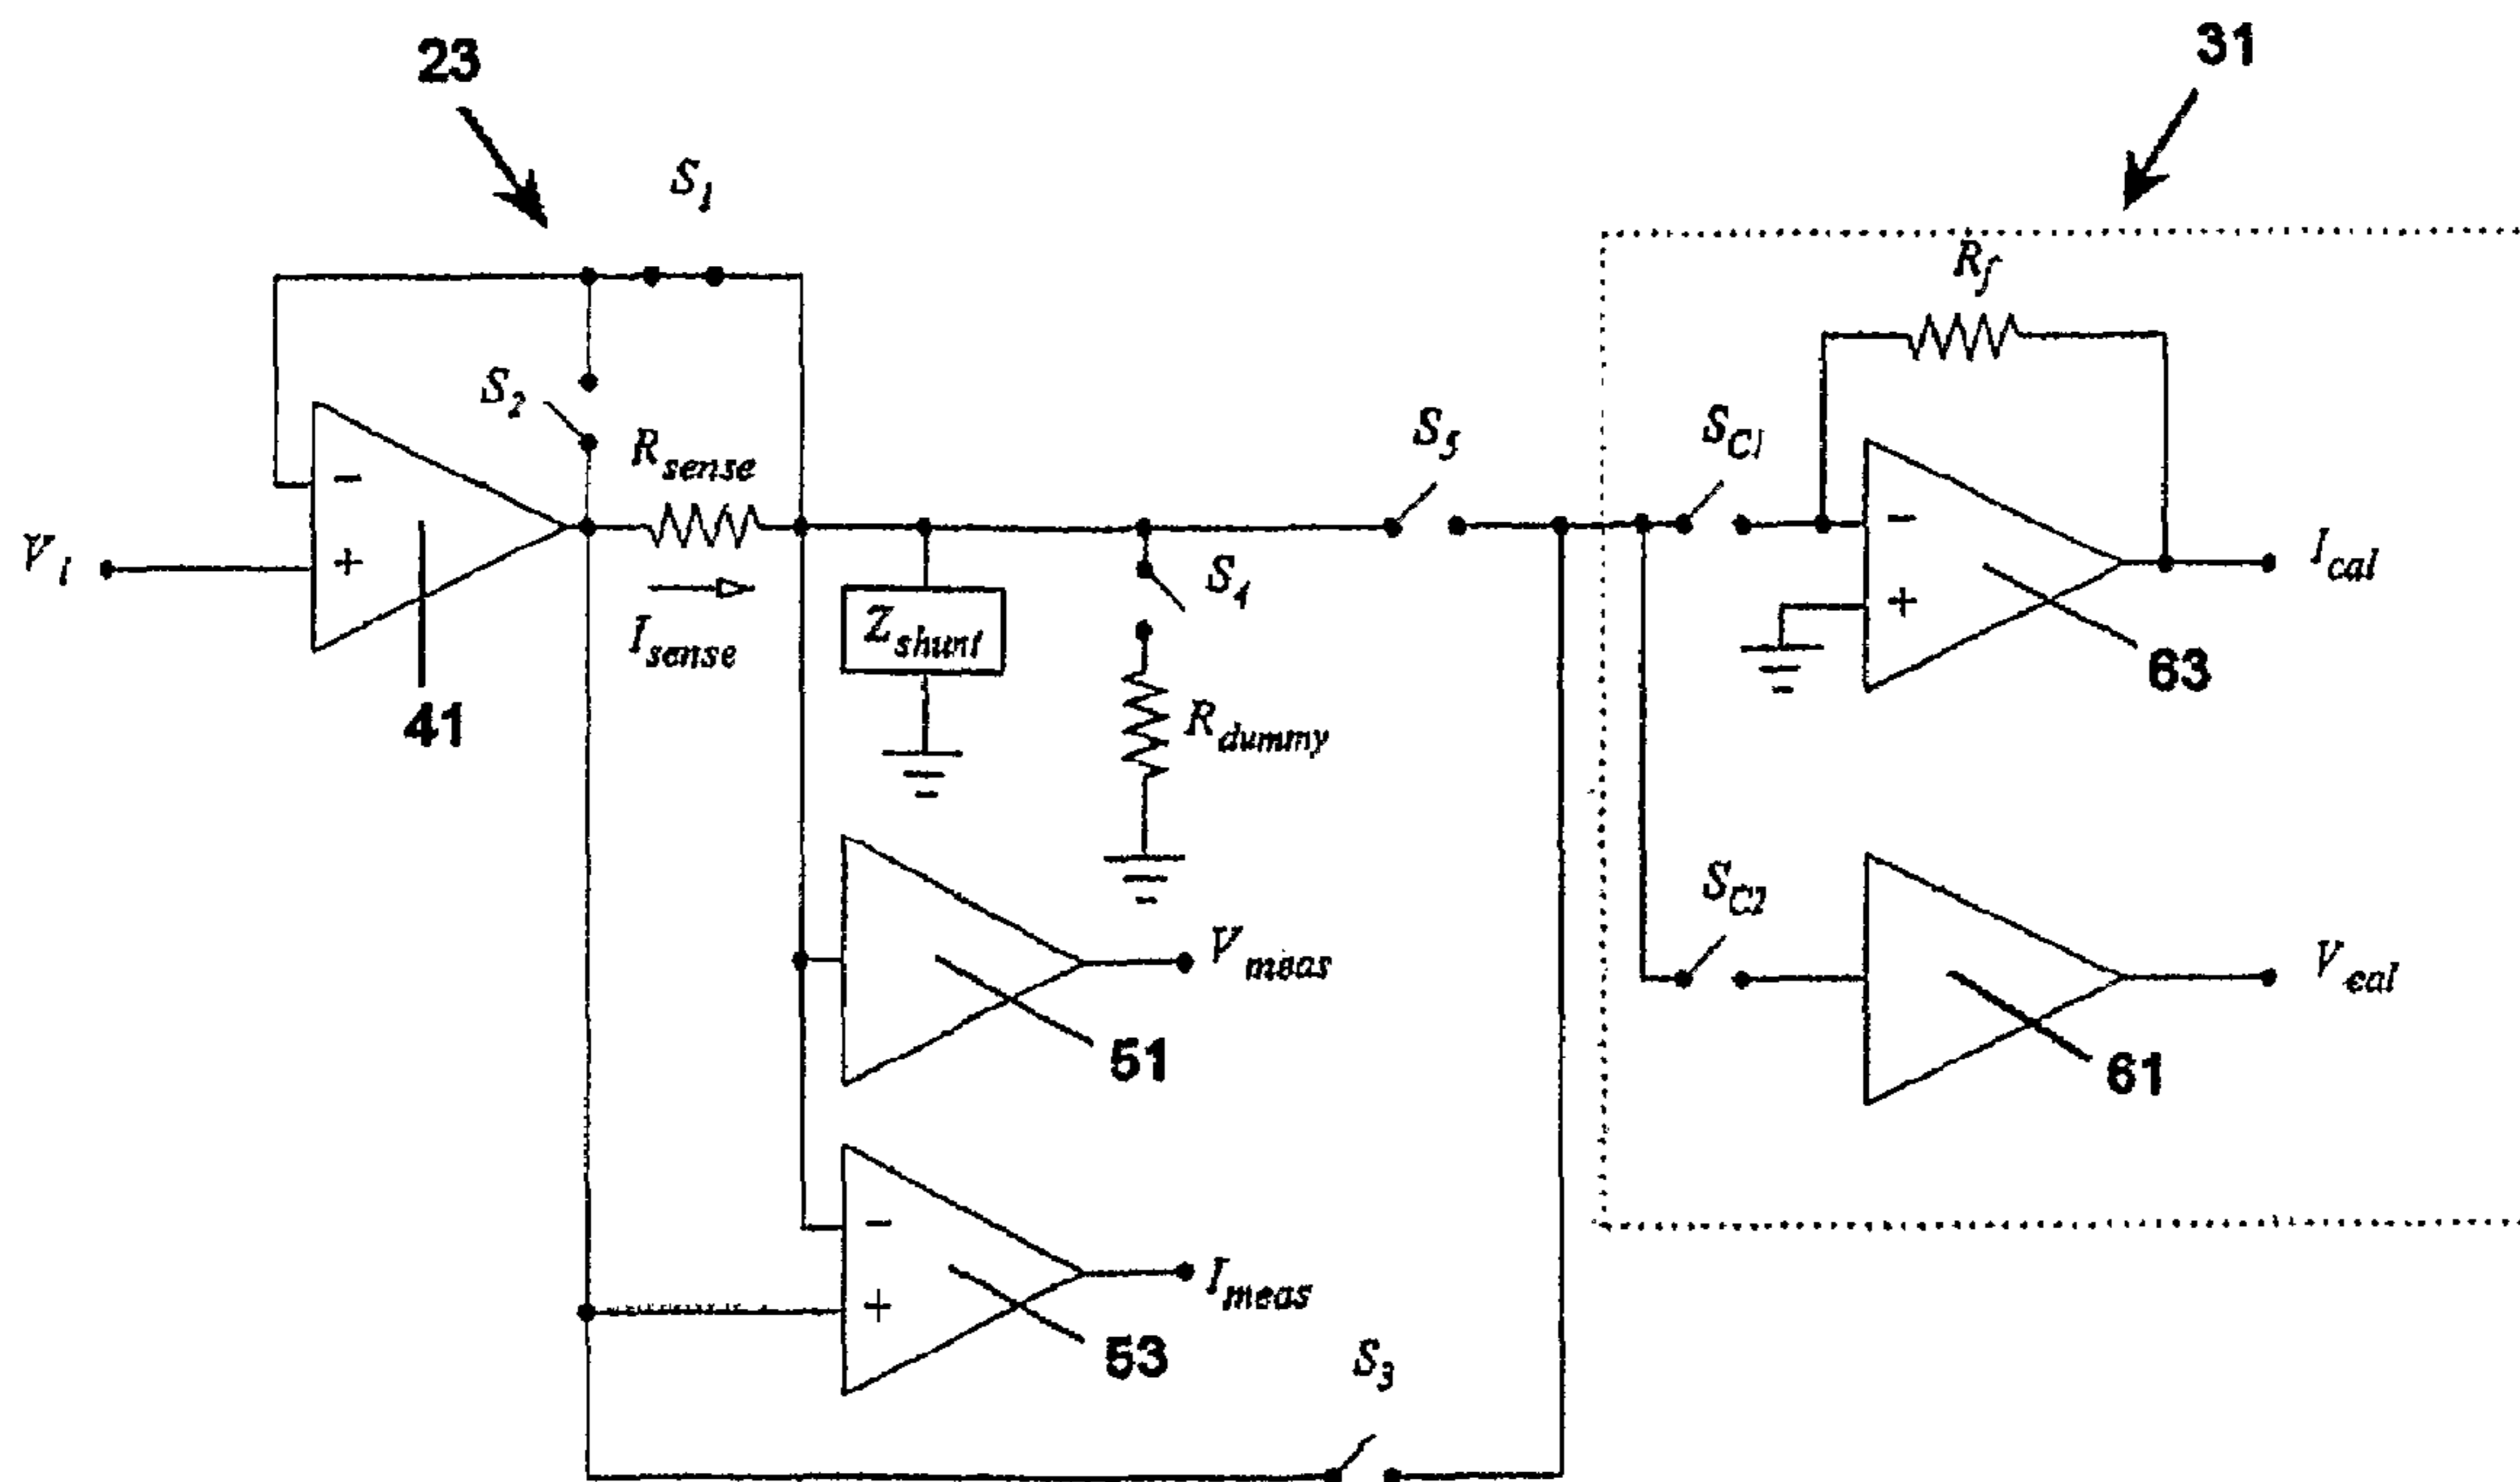 23
31
S1
Rf
S2
Rsense
S5
SC1
−
+
Vi
Isense
Zshunt
S4
Rdummy
−
+
Ical
41
63
SC2
Vmeas
Vcal
51
61
−
+
Imeas
53
S3